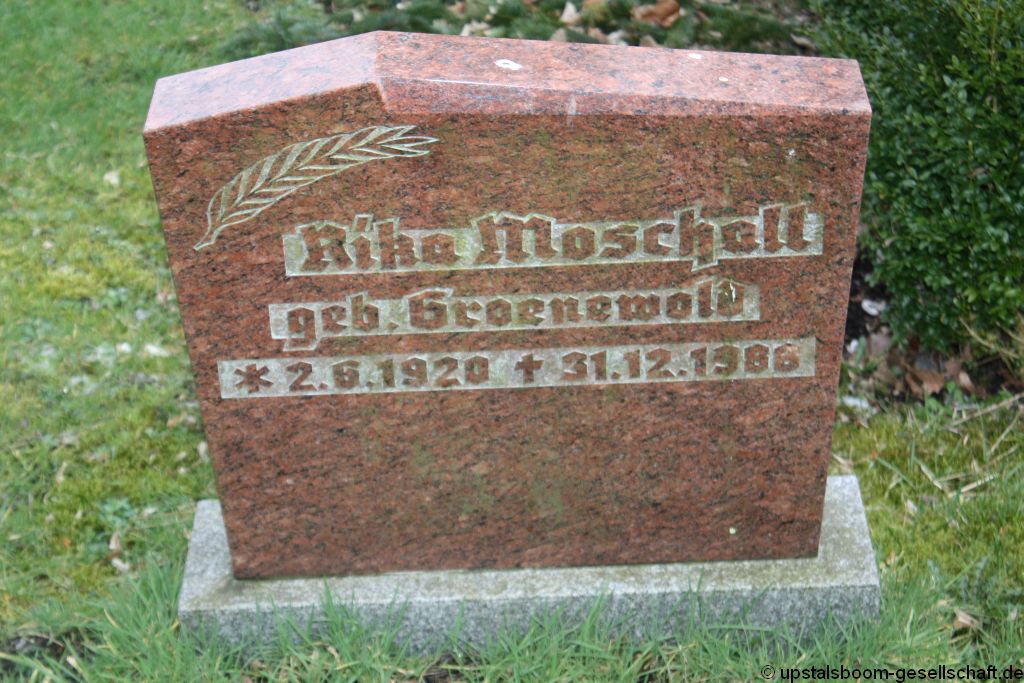 Rika Moschell
geb. Groenewold
* 2.6.1920 † 31.12.1986
© upstalsboom-gesellschaft.de